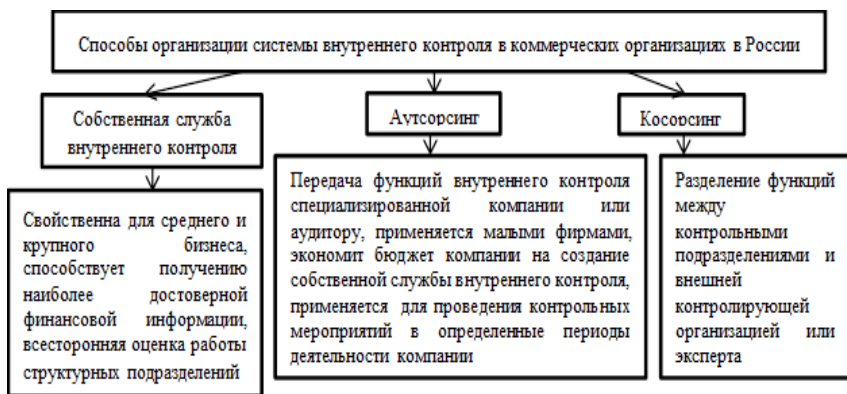 Способы организации системы внутреннего контроля в коммерческих организациях в России
Собственная служба
внутреннего контроля
Аутсорсинг
Косорсинг
Свойственна для среднего и
крупного бизнеса,
способствует получению
наиболее достоверной
финансовой информации,
всесторонняя оценка работы
структурных подразделений
Передача функций внутреннего контроля
специализированной компании или
аудитору, применяется малыми фирмами,
экономит бюджет компании на создание
собственной службы внутреннего контроля,
применяется для проведения контрольных
мероприятий в определенные периоды
деятельности компании
Разделение функций
между
контрольными
подразделениями и
внешней
контролирующей
организацией или
эксперта